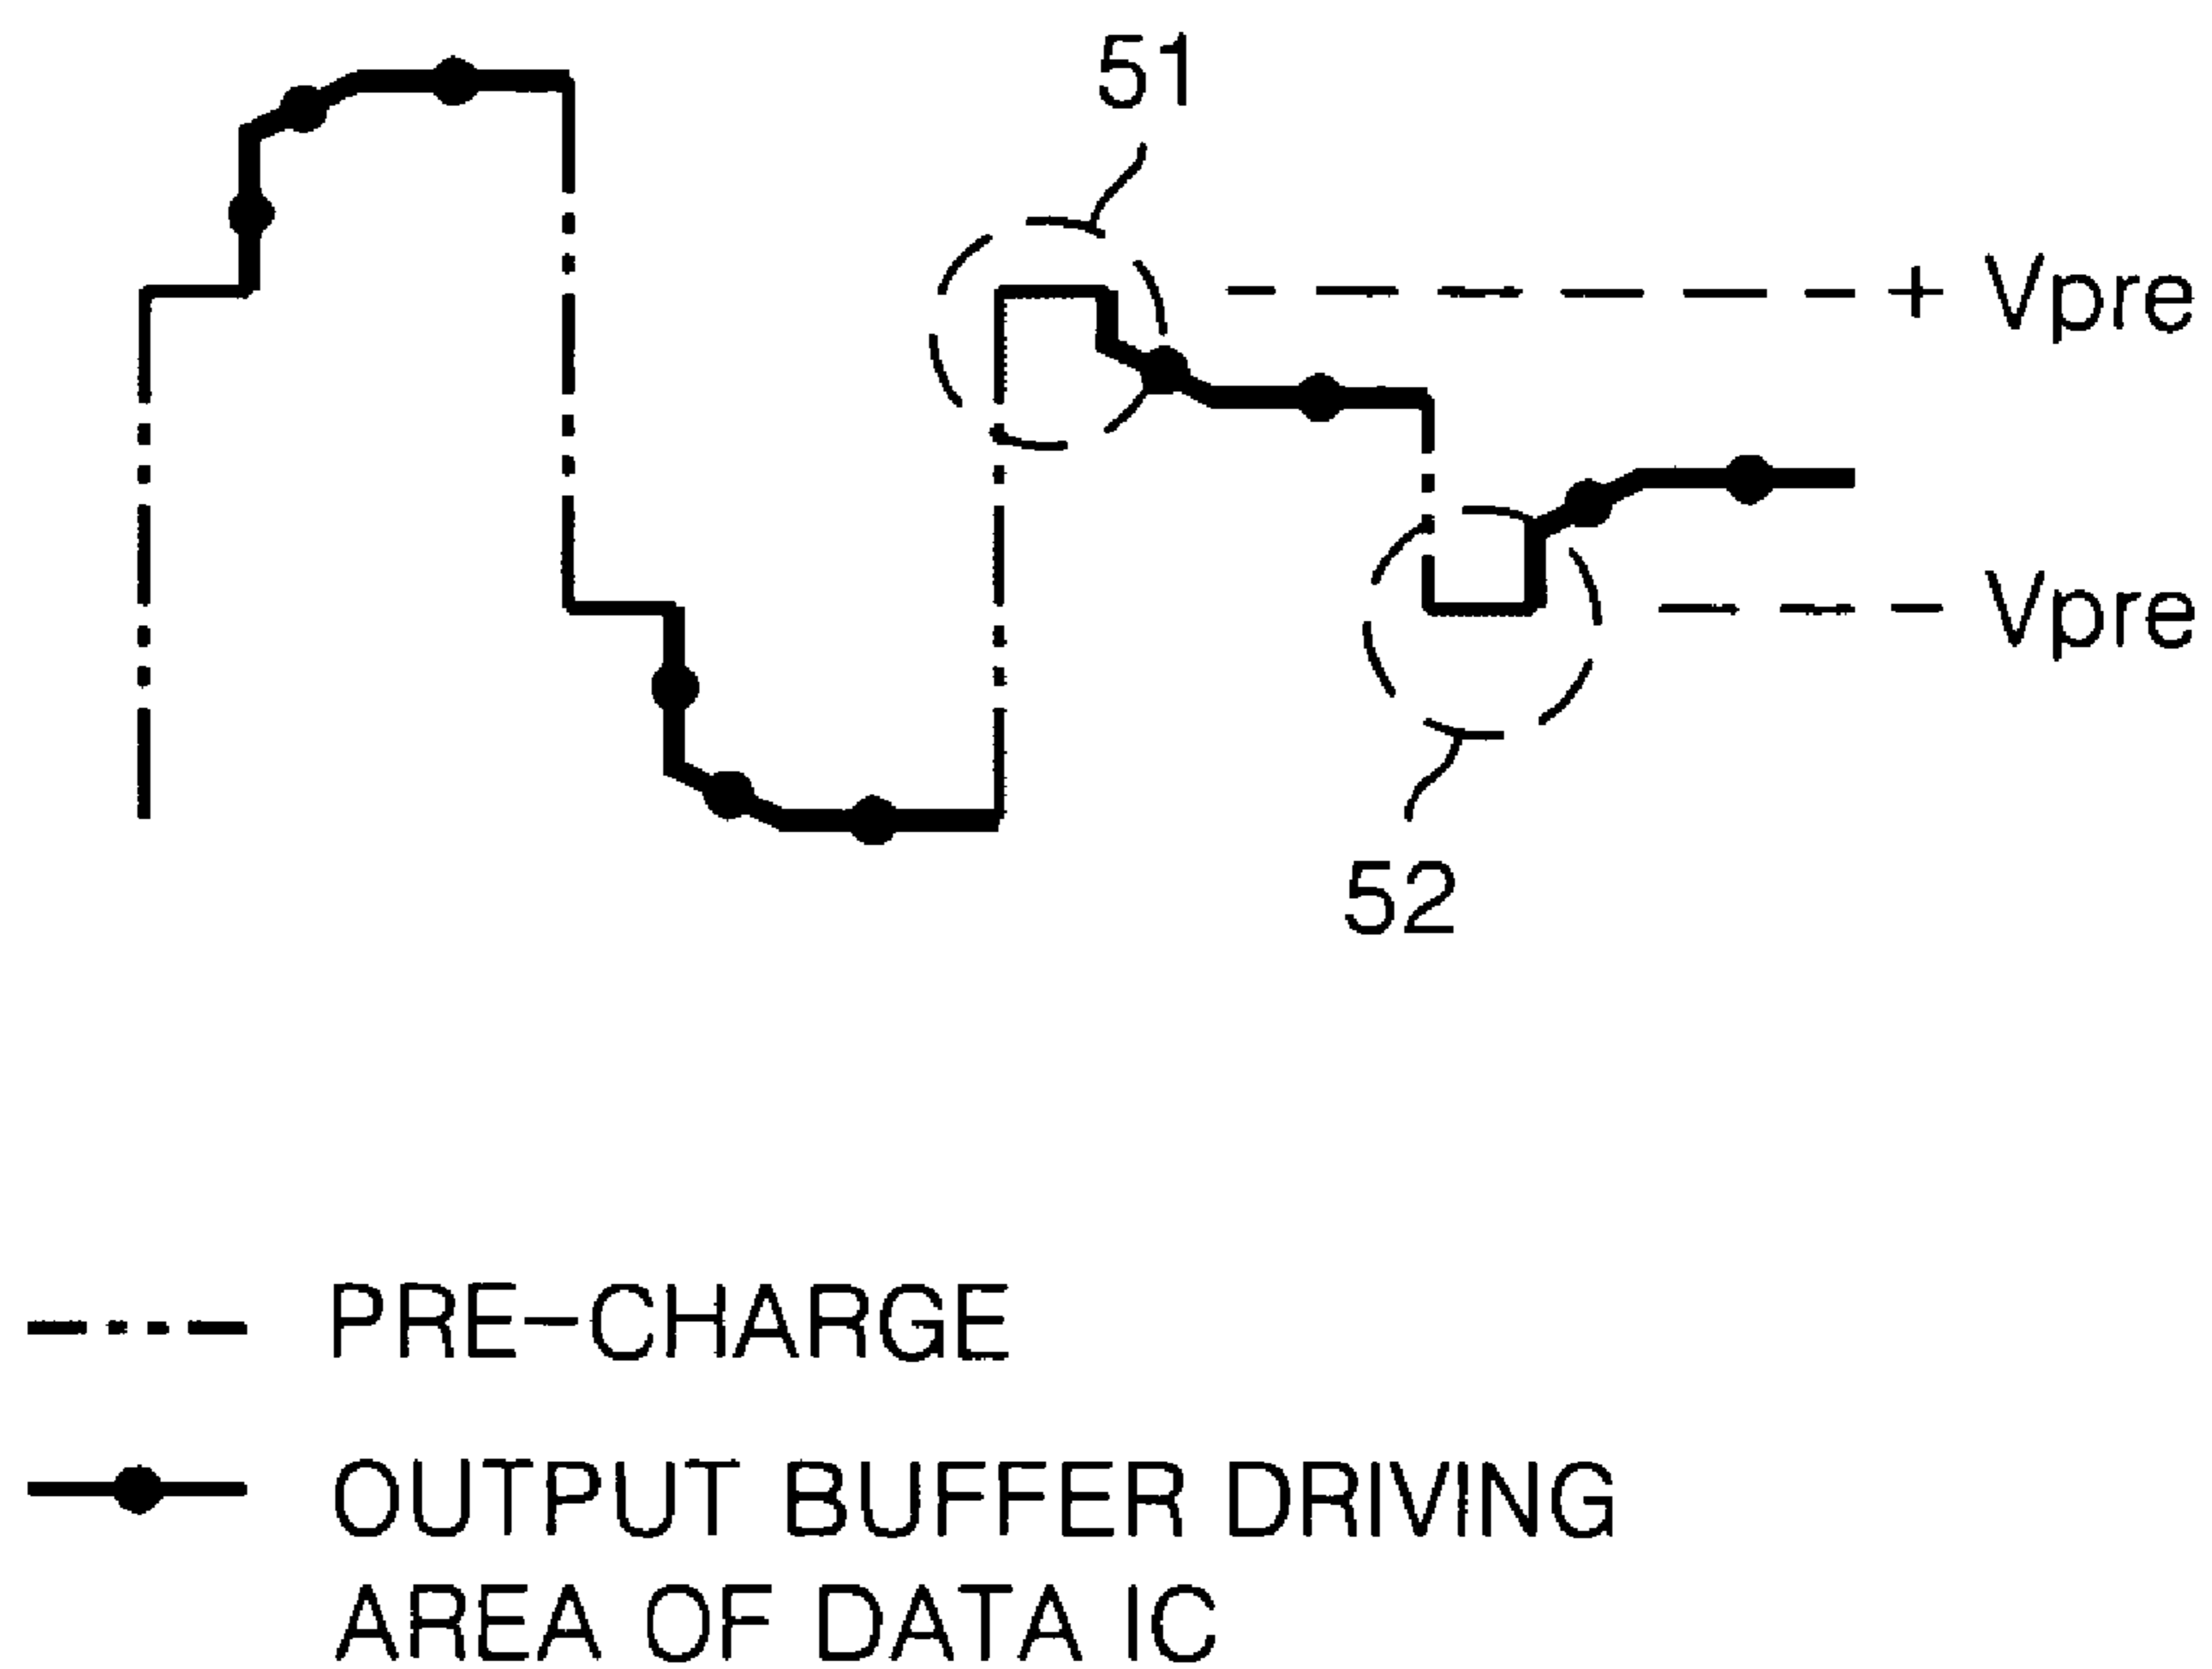 51
+ Vpre
- Vpre
52
PRE-CHARGE
OUTPUT BUFFER DRIVING
AREA OF DATA IC